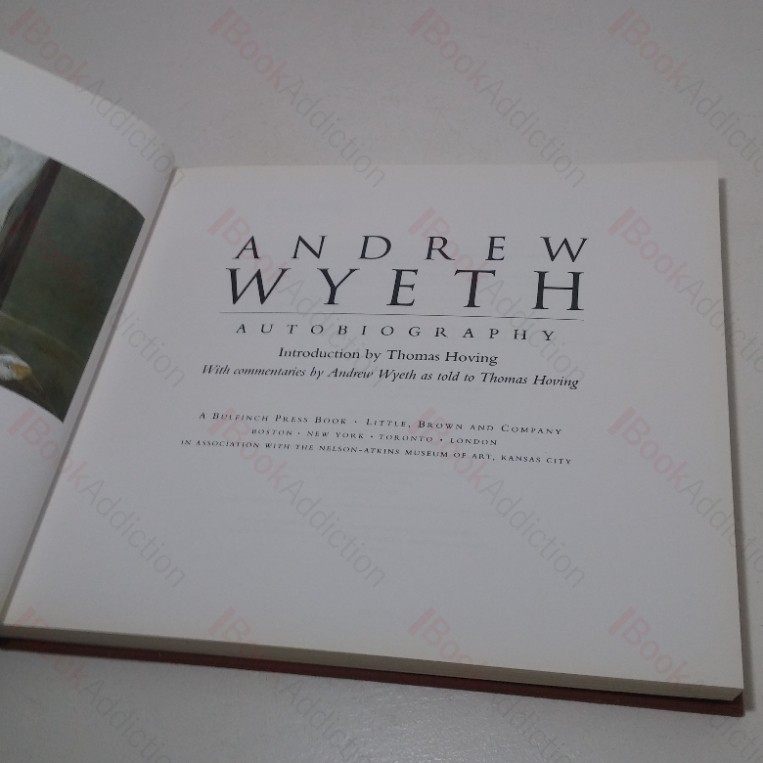 ANDREW
WYETH
AUTOBIOGRAPHY
Introduction by Thomas Hoving
With commentaries by Andrew Wyeth as told to Thomas Hoving
A BULFINCH PRESS BOOK · LITTLE, BROWN AND COMPANY
BOSTON · NEW YORK · TORONTO · LONDON
IN ASSOCIATION WITH THE NELSON-ATKINS MUSEUM OF ART, KANSAS CITY
BookAddiction